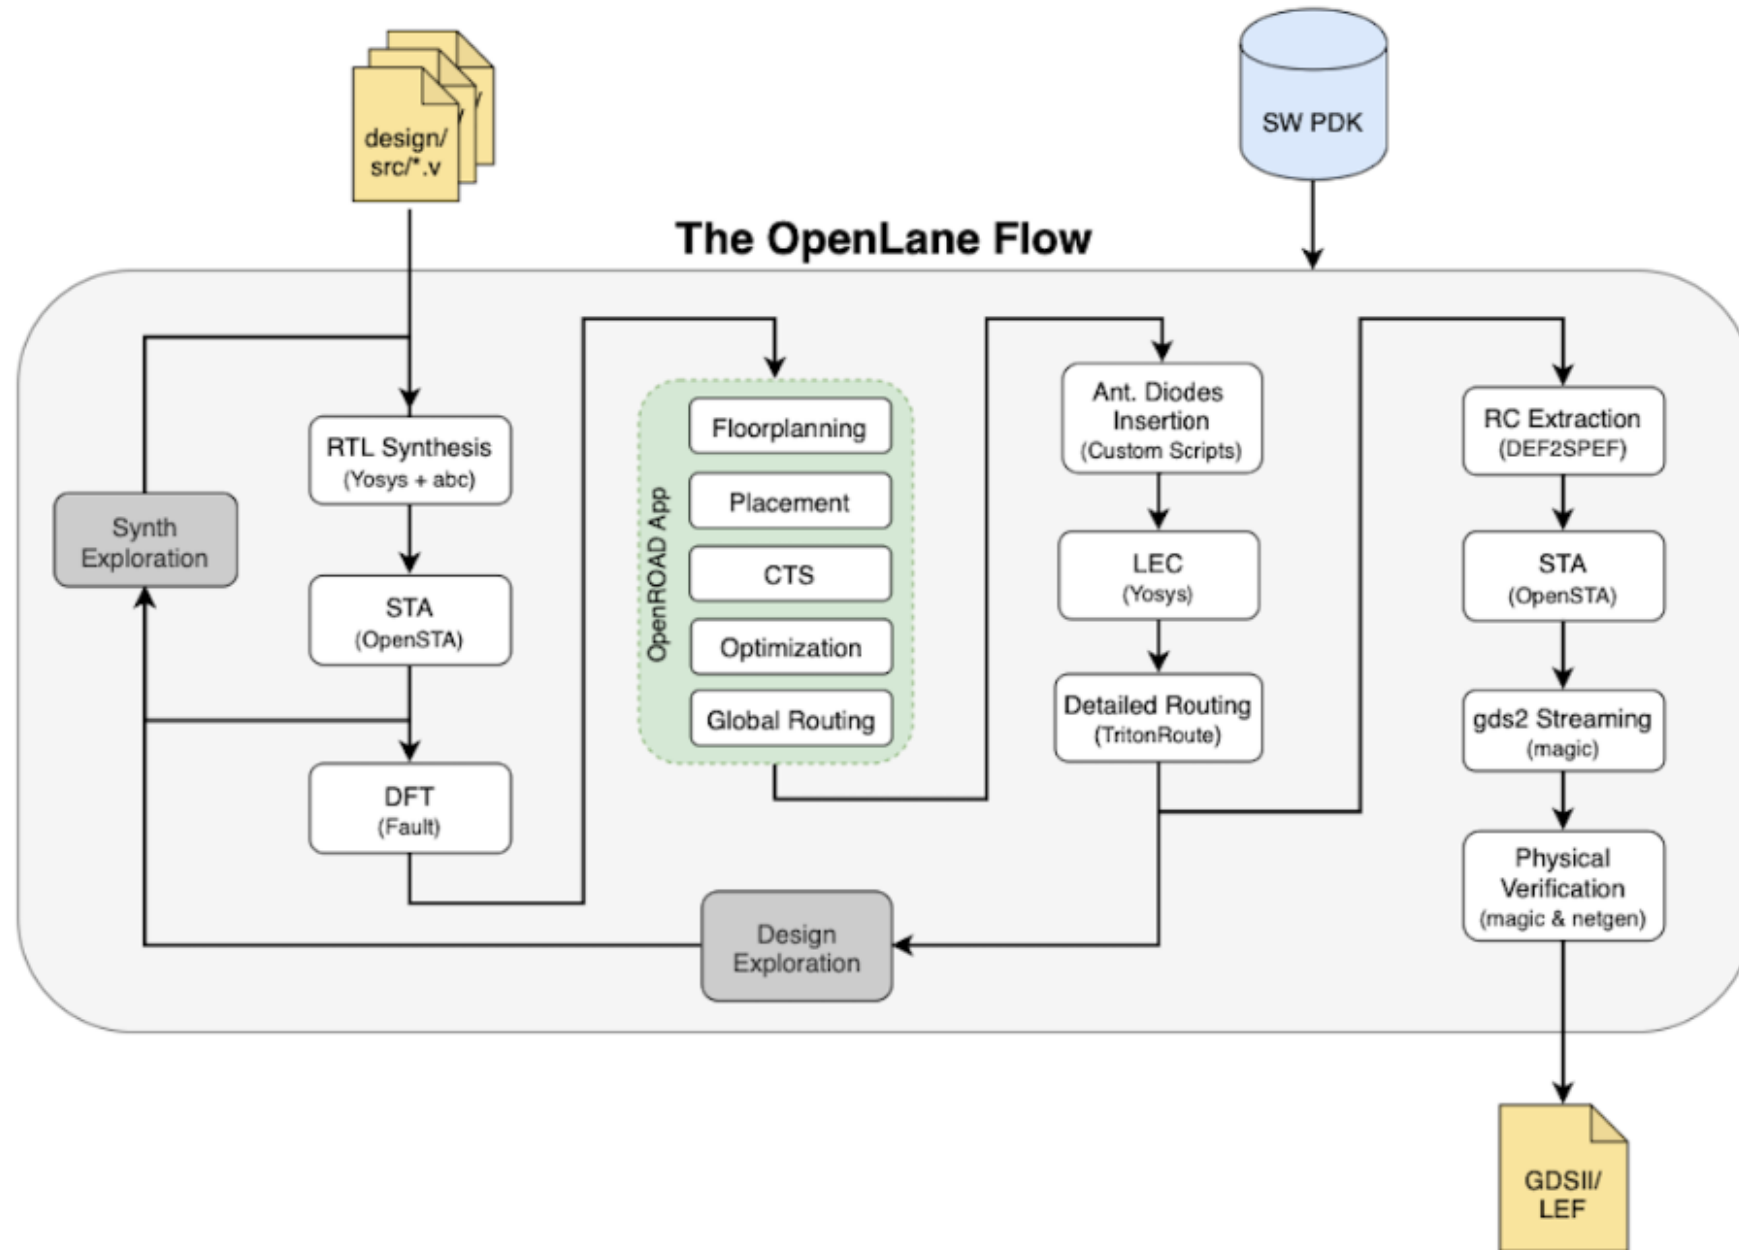 design/
src/*.v
SW PDK
The OpenLane Flow
RTL Synthesis
(Yosys + abc)
Synth
Exploration
STA
(OpenSTA)
DFT
(Fault)
OpenROAD App
Floorplanning
Placement
CTS
Optimization
Global Routing
Design
Exploration
Ant. Diodes
Insertion
(Custom Scripts)
LEC
(Yosys)
Detailed Routing
(TritonRoute)
RC Extraction
(DEF2SPEF)
STA
(OpenSTA)
gds2 Streaming
(magic)
Physical
Verification
(magic & netgen)
GDSII/
LEF